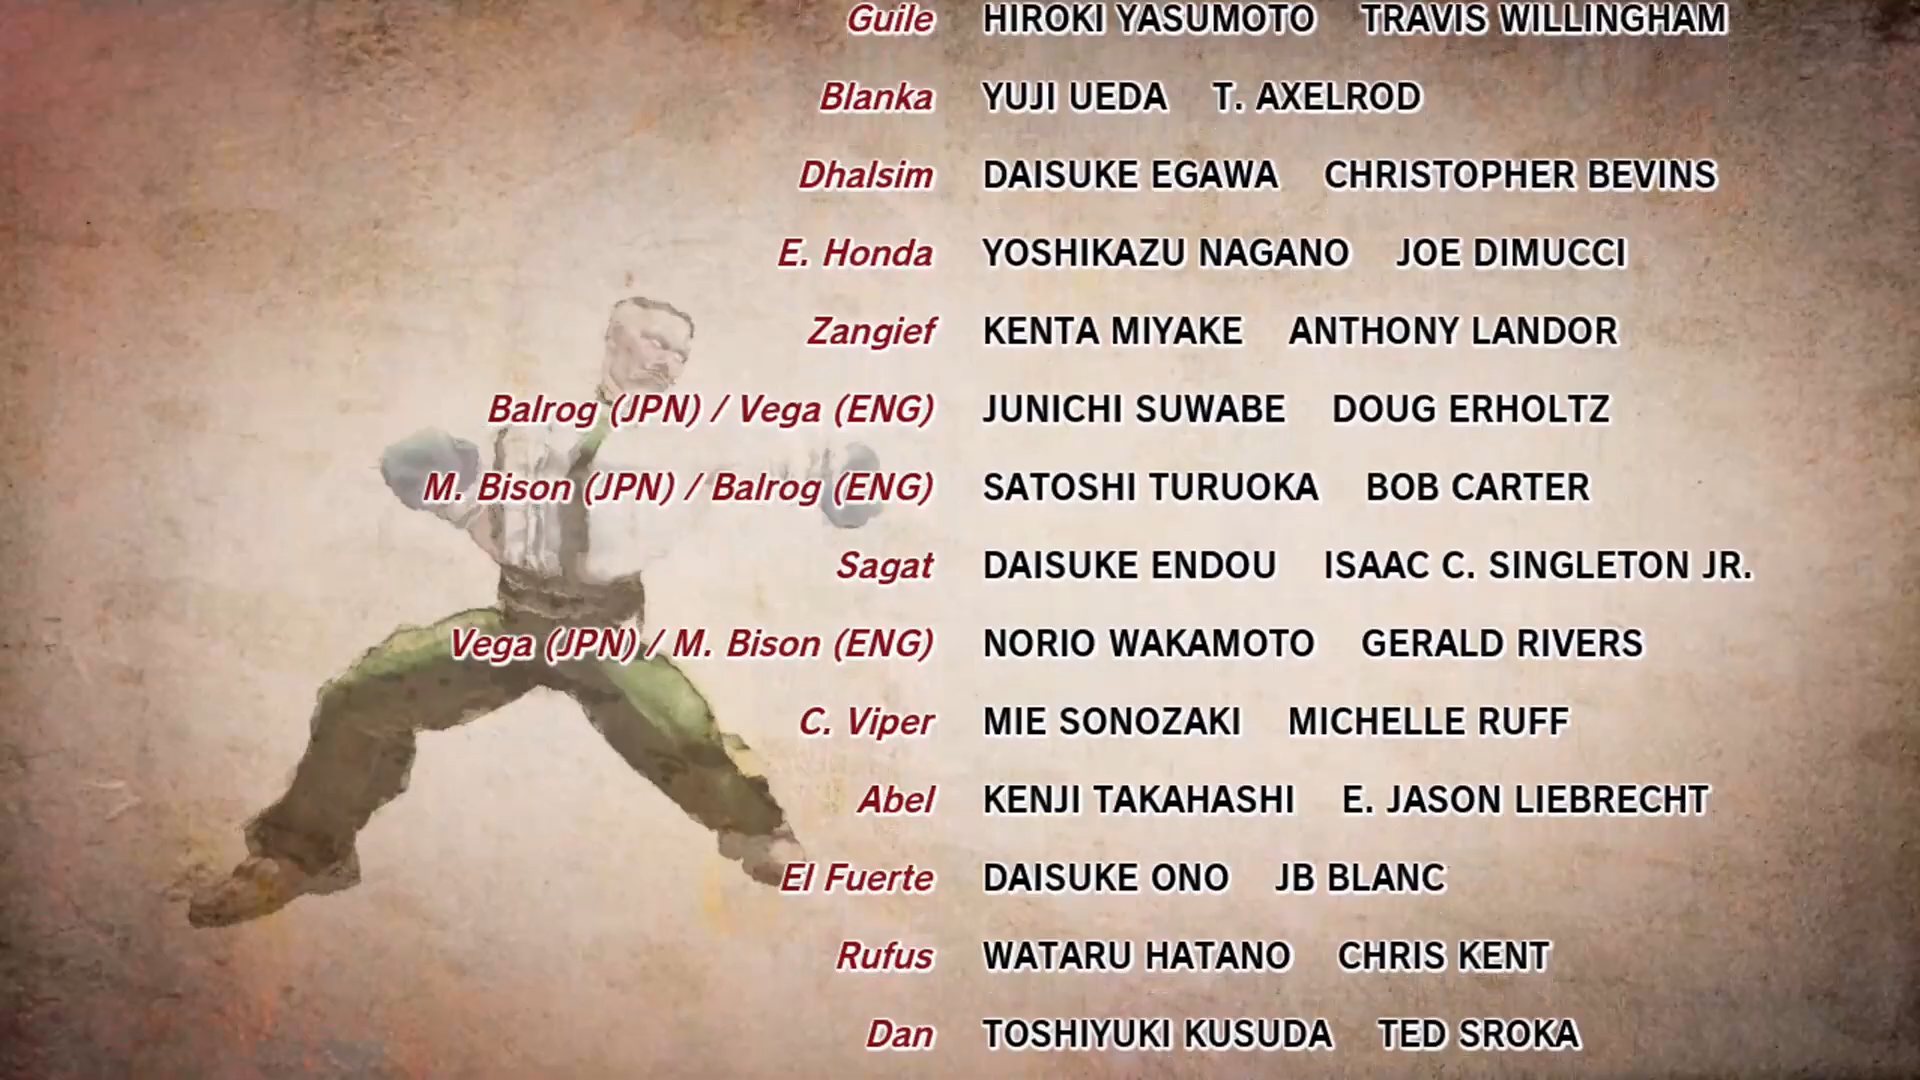 Guile HIROKI YASUMOTO TRAVIS WILLINGHAM
Blanka YUJI UEDA T. AXELROD
Dhalsim DAISUKE EGAWA CHRISTOPHER BEVINS
E. Honda YOSHIKAZU NAGANO JOE DIMUCCI
Zangief KENTA MIYAKE ANTHONY LANDOR
Balrog (JPN) / Vega (ENG) JUNICHI SUWABE DOUG ERHOLTZ
M. Bison (JPN) / Balrog (ENG) SATOSHI TURUOKA BOB CARTER
Sagat DAISUKE ENDOU ISAAC C. SINGLETON JR.
Vega (JPN) / M. Bison (ENG) NORIO WAKAMOTO GERALD RIVERS
C. Viper MIE SONOZAKI MICHELLE RUFF
Abel KENJI TAKAHASHI E. JASON LIEBRECHT
El Fuerte DAISUKE ONO JB BLANC
Rufus WATARU HATANO CHRIS KENT
Dan TOSHIYUKI KUSUDA TED SROKA